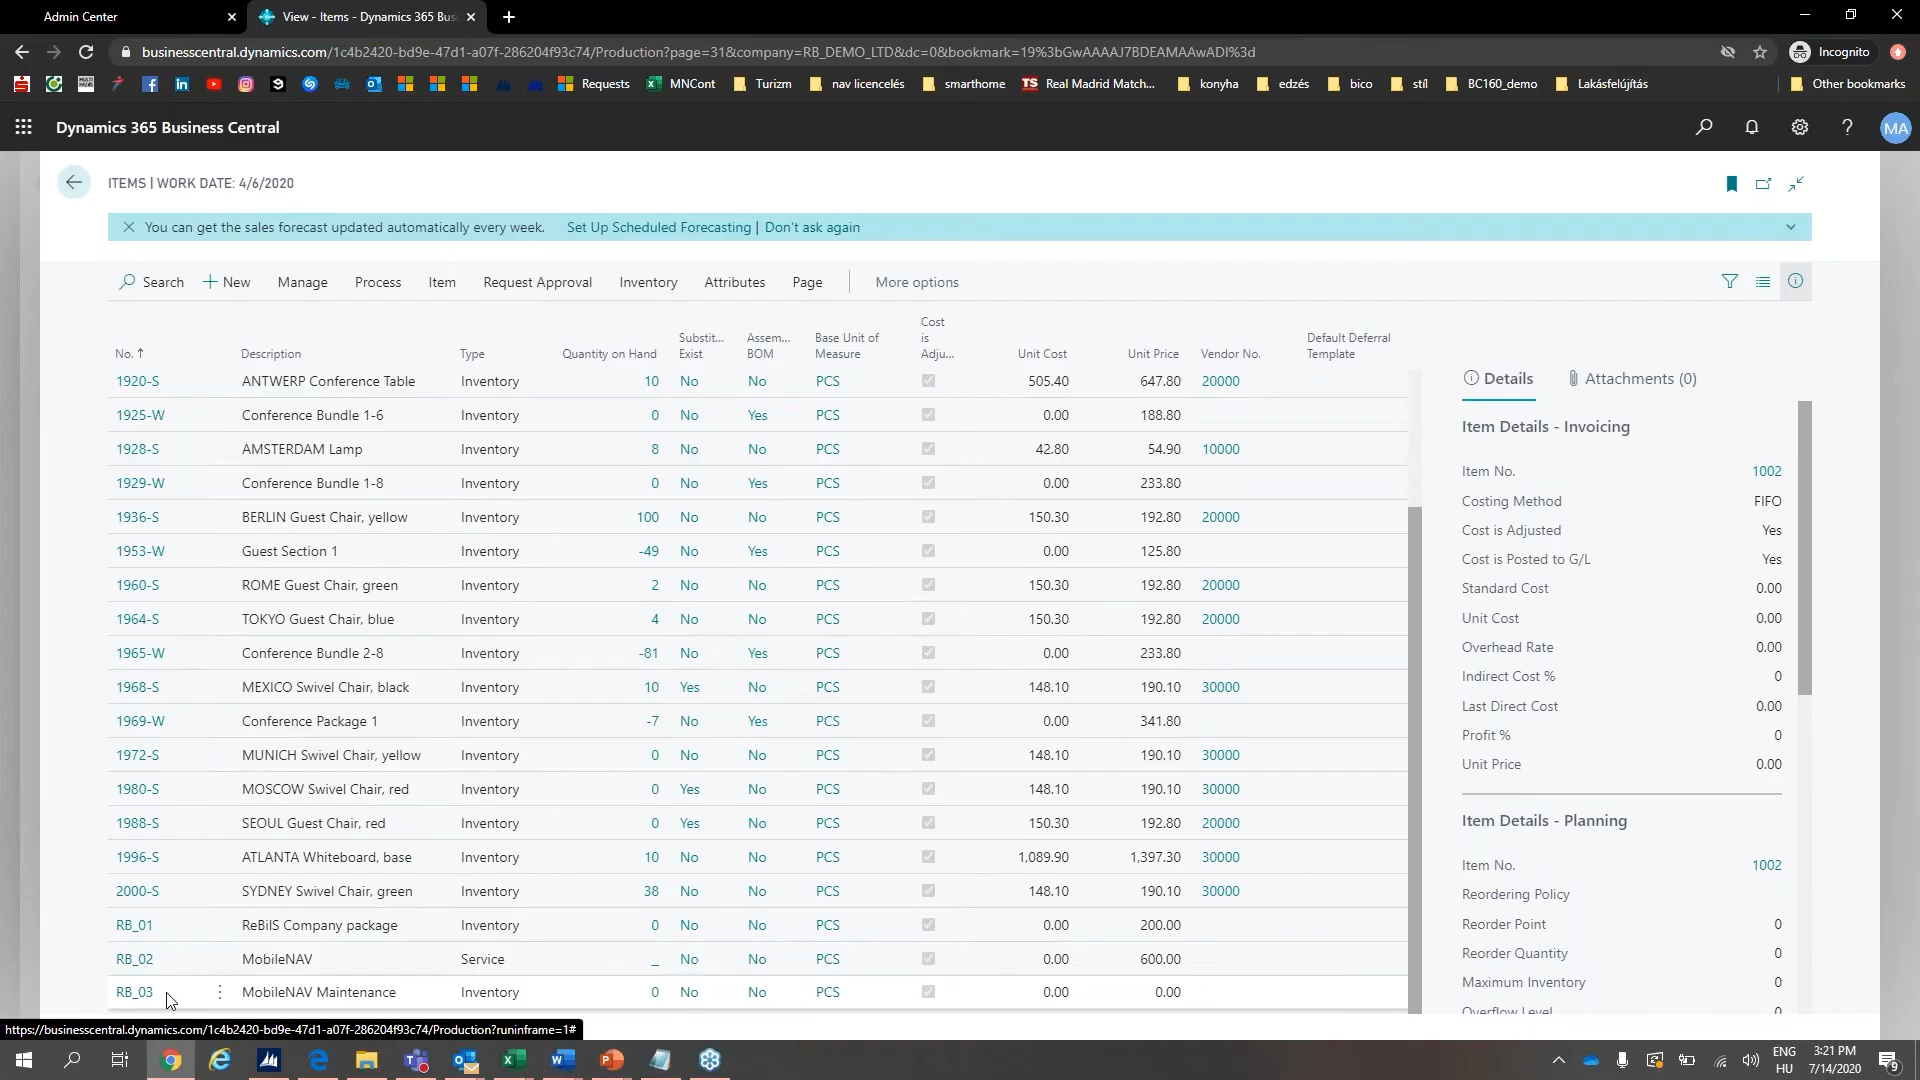 Admin Center
View - Items - Dynamics 365 Busi
businesscentral.dynamics.com/1c4b2420-bd9e-47d1-a07f-286204f93c74/Production?page=31&company=RB_DEMO_LTD&dc=0&bookmark=19%3bGwAAAAJ7BDEAMAAwADI%3d
Incognito
Requests MNCont Turizm nav licencelés smarthome TS Real Madrid Match... konyha edzés bico stíl BC160_demo Lakásfelújítás Other bookmarks
Dynamics 365 Business Central
MA
ITEMS | WORK DATE: 4/6/2020
You can get the sales forecast updated automatically every week. Set Up Scheduled Forecasting | Don't ask again
Search New Manage Process Item Request Approval Inventory Attributes Page More options
No. ↑ Description Type Quantity on Hand Substit... Exist Assem... BOM Base Unit of Measure Cost is Adju... Unit Cost Unit Price Vendor No. Default Deferral Template
1920-S ANTWERP Conference Table Inventory 10 No No PCS 505.40 647.80 20000
1925-W Conference Bundle 1-6 Inventory 0 No Yes PCS 0.00 188.80
1928-S AMSTERDAM Lamp Inventory 8 No No PCS 42.80 54.90 10000
1929-W Conference Bundle 1-8 Inventory 0 No Yes PCS 0.00 233.80
1936-S BERLIN Guest Chair, yellow Inventory 100 No No PCS 150.30 192.80 20000
1953-W Guest Section 1 Inventory -49 No Yes PCS 0.00 125.80
1960-S ROME Guest Chair, green Inventory 2 No No PCS 150.30 192.80 20000
1964-S TOKYO Guest Chair, blue Inventory 4 No No PCS 150.30 192.80 20000
1965-W Conference Bundle 2-8 Inventory -81 No Yes PCS 0.00 233.80
1968-S MEXICO Swivel Chair, black Inventory 10 Yes No PCS 148.10 190.10 30000
1969-W Conference Package 1 Inventory -7 No Yes PCS 0.00 341.80
1972-S MUNICH Swivel Chair, yellow Inventory 0 No No PCS 148.10 190.10 30000
1980-S MOSCOW Swivel Chair, red Inventory 0 Yes No PCS 148.10 190.10 30000
1988-S SEOUL Guest Chair, red Inventory 0 Yes No PCS 150.30 192.80 20000
1996-S ATLANTA Whiteboard, base Inventory 10 No No PCS 1,089.90 1,397.30 30000
2000-S SYDNEY Swivel Chair, green Inventory 38 No No PCS 148.10 190.10 30000
RB_01 ReBilS Company package Inventory 0 No No PCS 0.00 200.00
RB_02 MobileNAV Service _ No No PCS 0.00 600.00
RB_03 MobileNAV Maintenance Inventory 0 No No PCS 0.00 0.00
Details Attachments (0)
Item Details - Invoicing
Item No. 1002
Costing Method FIFO
Cost is Adjusted Yes
Cost is Posted to G/L Yes
Standard Cost 0.00
Unit Cost 0.00
Overhead Rate 0.00
Indirect Cost % 0
Last Direct Cost 0.00
Profit % 0
Unit Price 0.00
Item Details - Planning
Item No. 1002
Reordering Policy
Reorder Point 0
Reorder Quantity 0
Maximum Inventory 0
Overflow Level 0
https://businesscentral.dynamics.com/1c4b2420-bd9e-47d1-a07f-286204f93c74/Production?runinframe=1#
ENG 3:21 PM
HU 7/14/2020
9